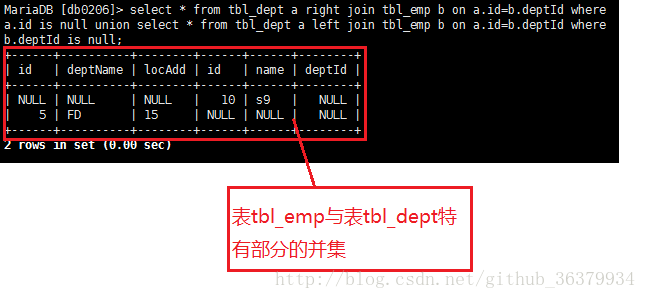 MariaDB [db0206]> select * from tbl_dept a right join tbl_emp b on a.id=b.deptId where
a.id is null union select * from tbl_dept a left join tbl_emp b on a.id=b.deptId where
b.deptId is null;
+------+----------+--------+------+------+--------+
| id   | deptName | locAdd | id   | name | deptId |
+------+----------+--------+------+------+--------+
| NULL | NULL     | NULL   |   10 | s9   |   NULL |
|    5 | FD       | 15     | NULL | NULL |   NULL |
+------+----------+--------+------+------+--------+
2 rows in set (0.00 sec)
表tbl_emp与表tbl_dept特
有部分的并集
http://blog.csdn.net/github_36379934